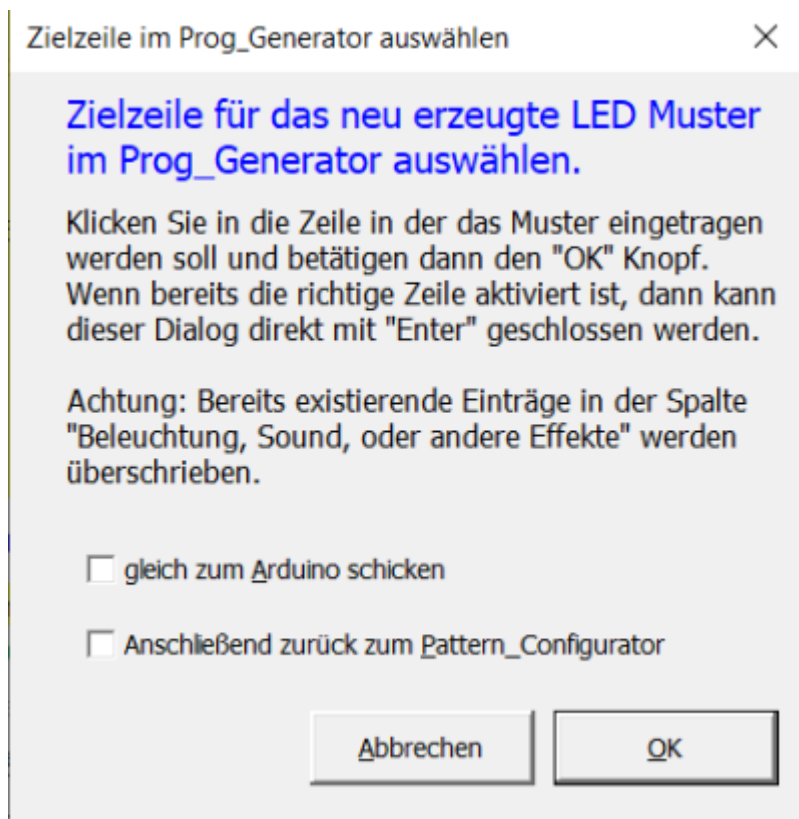 Zielzeile im Prog_Generator auswählen
Zielzeile für das neu erzeugte LED Muster
im Prog_Generator auswählen.
Klicken Sie in die Zeile in der das Muster eingetragen
werden soll und betätigen dann den "OK" Knopf.
Wenn bereits die richtige Zeile aktiviert ist, dann kann
dieser Dialog direkt mit "Enter" geschlossen werden.
Achtung: Bereits existierende Einträge in der Spalte
"Beleuchtung, Sound, oder andere Effekte" werden
überschrieben.
gleich zum Arduino schicken
Anschließend zurück zum Pattern_Configurator
Abbrechen
OK